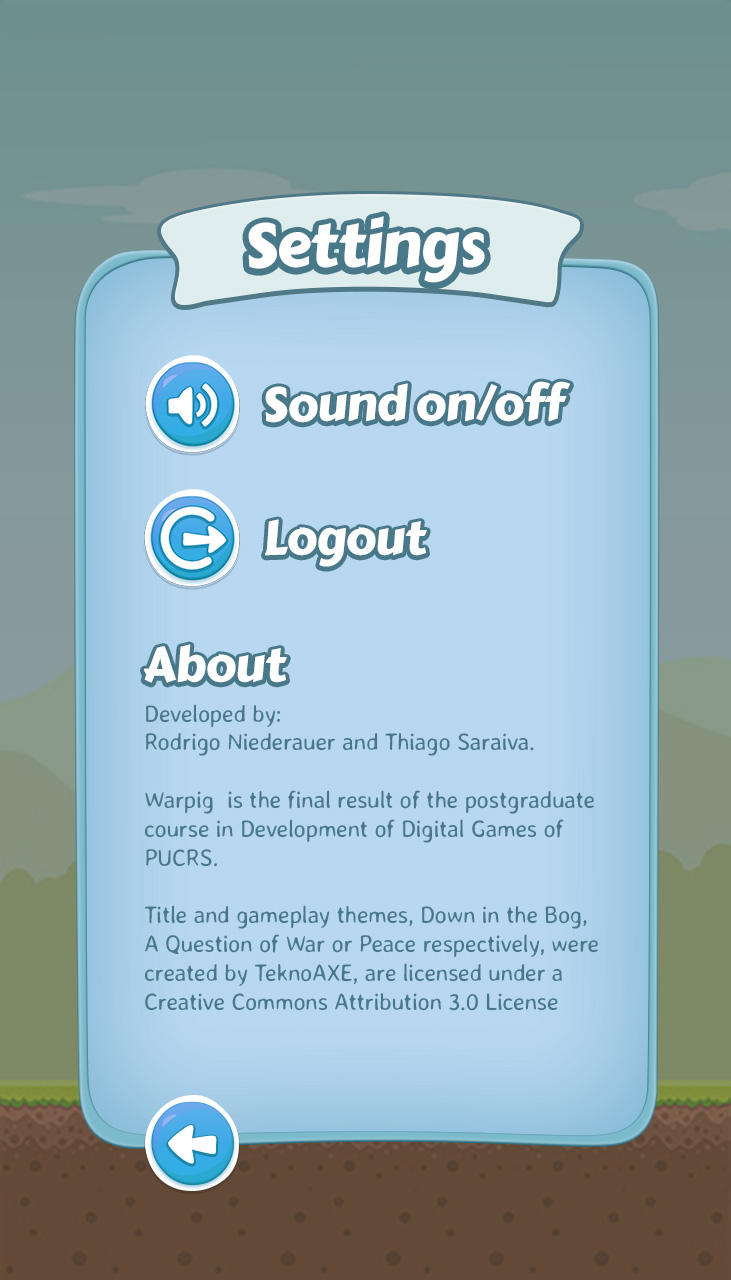 Settings
Sound on/off
Logout
About
Developed by:
Rodrigo Niederauer and Thiago Saraiva.
Warpig  is the final result of the postgraduate
course in Development of Digital Games of
PUCRS.
Title and gameplay themes, Down in the Bog,
A Question of War or Peace respectively, were
created by TeknoAXE, are licensed under a
Creative Commons Attribution 3.0 License